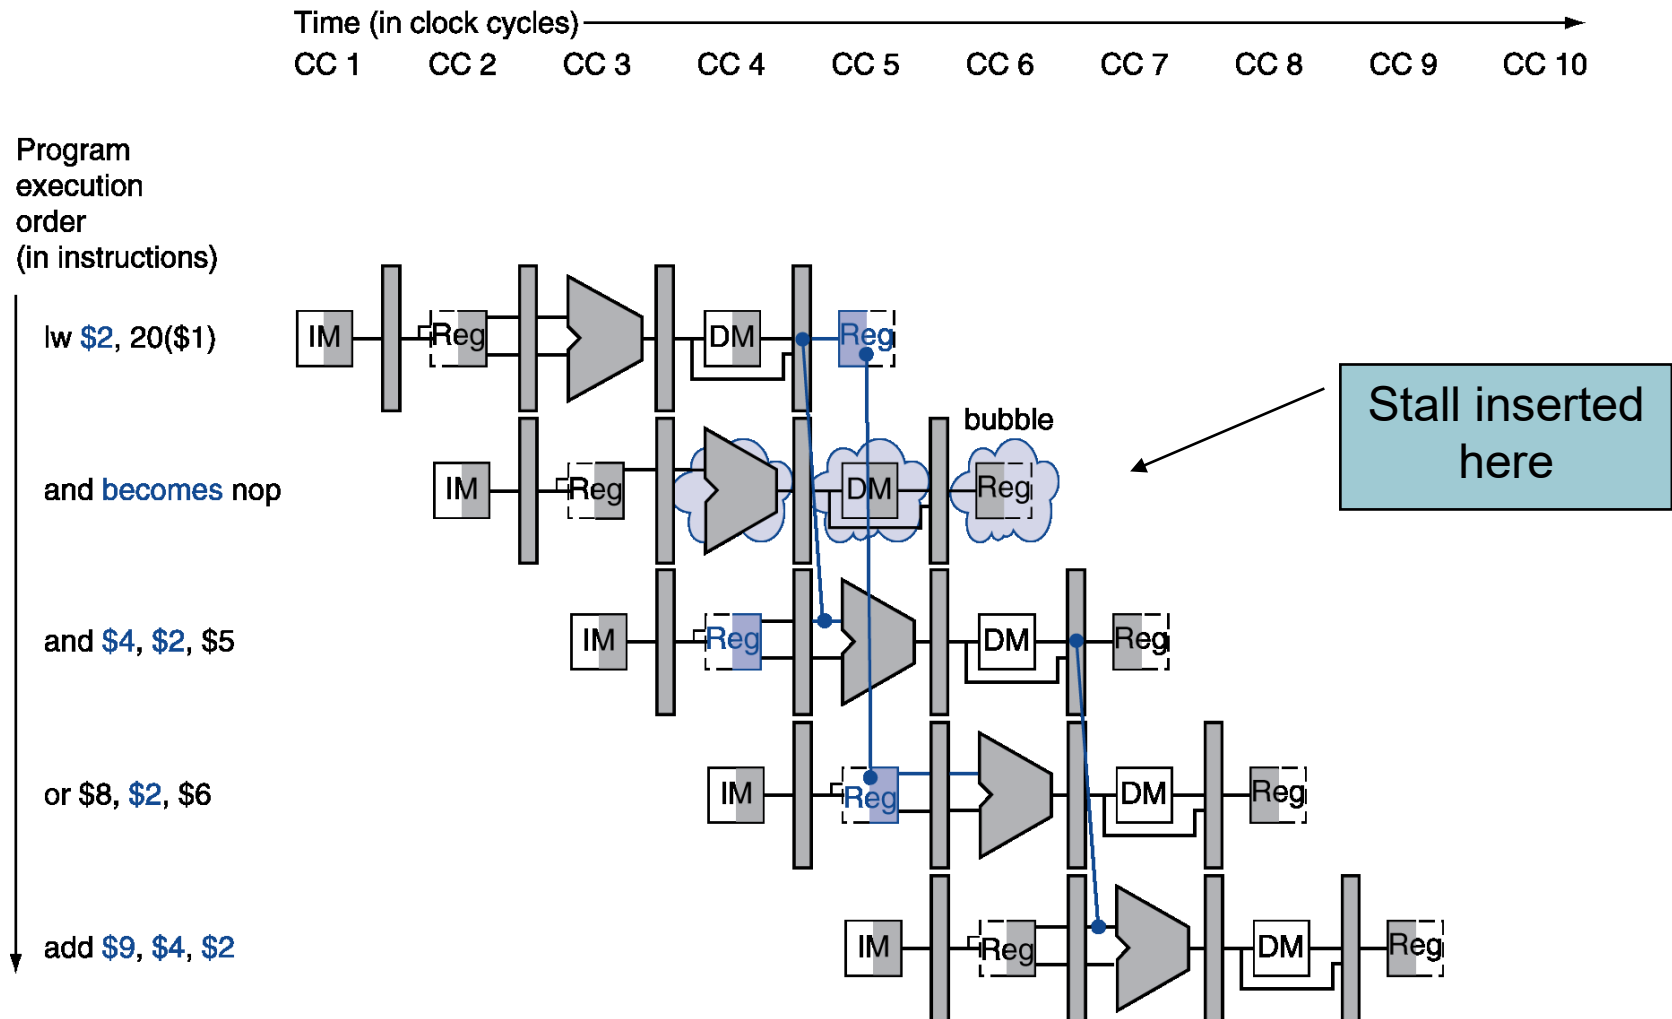 Time (in clock cycles)
CC 1 CC 2 CC 3 CC 4 CC 5 CC 6 CC 7 CC 8 CC 9 CC 10
Program
execution
order
(in instructions)
lw $2, 20($1) IM Reg DM Reg
Stall inserted
here
bubble
and becomes nop IM Reg DM Reg
and $4, $2, $5 IM Reg DM Reg
or $8, $2, $6 IM Reg DM Reg
add $9, $4, $2 IM Reg DM Reg